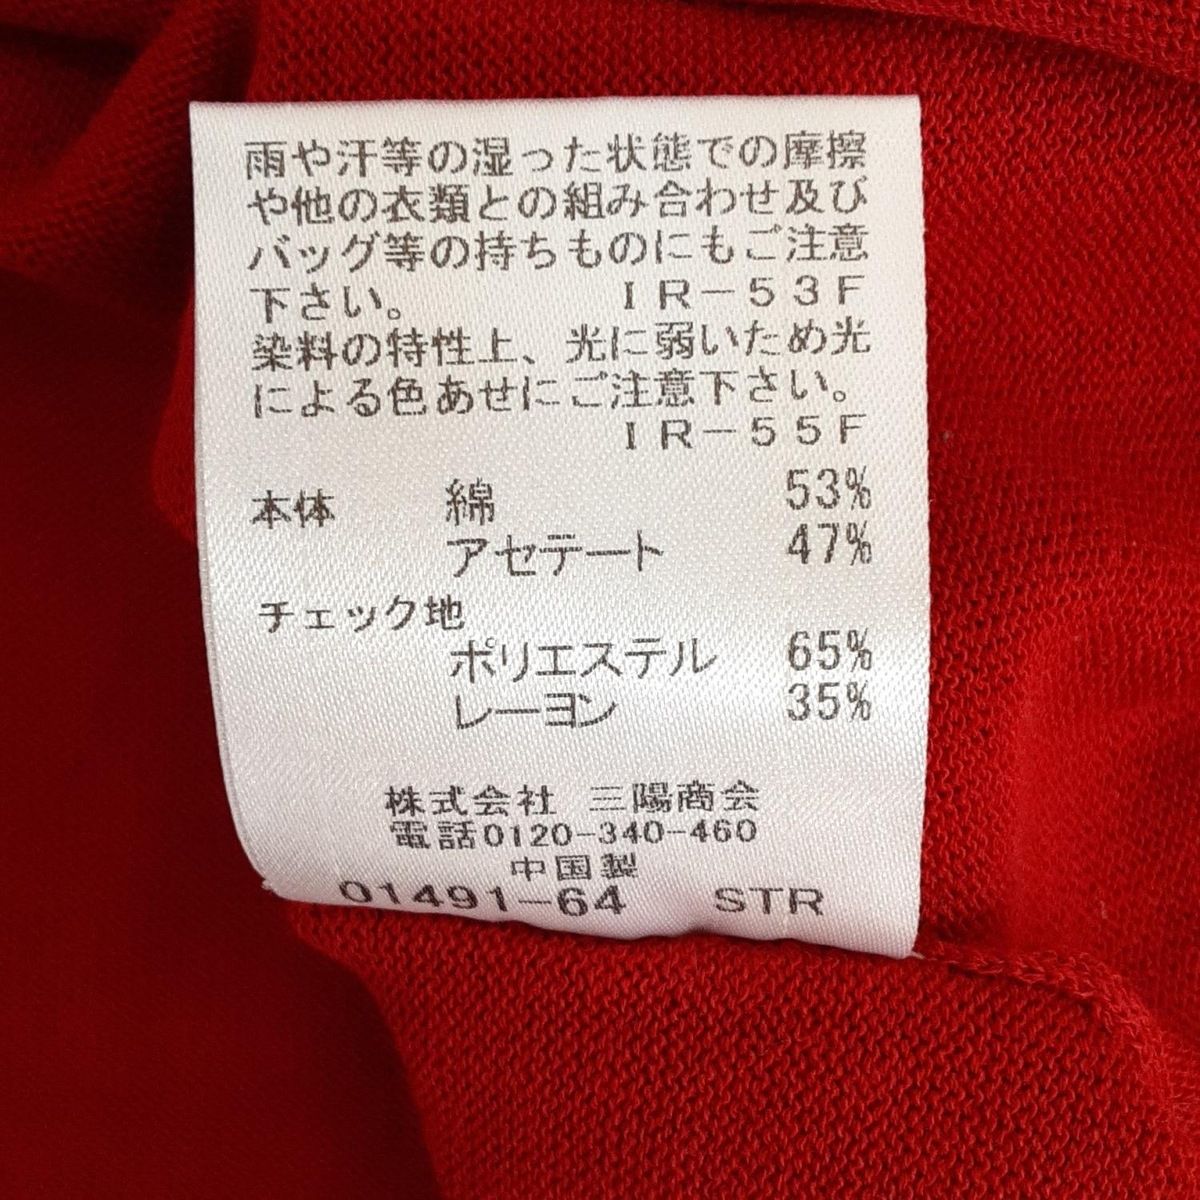 雨や汗等の湿った状態での摩擦
や他の衣類との組み合わせ及び
バッグ等の持ちものにもご注意
下さい。 IR-53F
染料の特性上、光に弱いため光
による色あせにご注意下さい。
IR-55F
本体 綿 53%
アセテート 47%
チェック地
ポリエステル 65%
レーヨン 35%
株式会社 三陽商会
電話0120-340-460
中国製
01491-64 STR